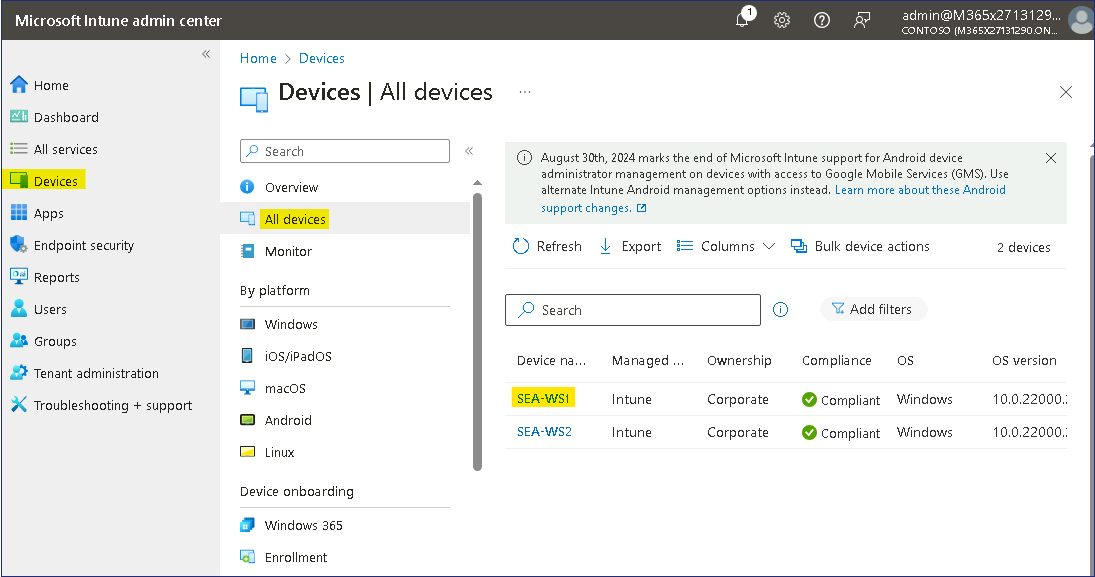 Microsoft Intune admin center
1
admin@M365x2713129...
CONTOSO (M365X27131290.ON...
Home
Dashboard
All services
Devices
Apps
Endpoint security
Reports
Users
Groups
Tenant administration
Troubleshooting + support
Home > Devices
Devices | All devices ...
Search
Overview
All devices
Monitor
By platform
Windows
iOS/iPadOS
macOS
Android
Linux
Device onboarding
Windows 365
Enrollment
August 30th, 2024 marks the end of Microsoft Intune support for Android device
administrator management on devices with access to Google Mobile Services (GMS). Use
alternate Intune Android management options instead. Learn more about these Android
support changes.
Refresh Export Columns Bulk device actions 2 devices
Search Add filters
Device na... Managed ... Ownership Compliance OS OS version
SEA-WS1 Intune Corporate Compliant Windows 10.0.22000.
SEA-WS2 Intune Corporate Compliant Windows 10.0.22000.